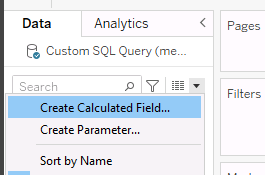 Data Analytics
Pages
Custom SQL Query (me...
Search
Create Calculated Field...
Filters
Create Parameter...
Sort by Name